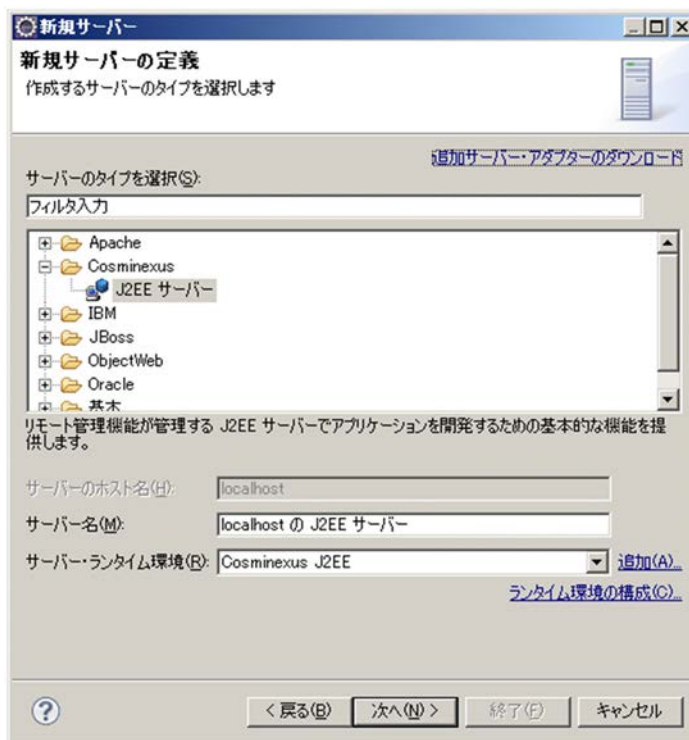 新規サーバー
新規サーバーの定義
作成するサーバーのタイプを選択します
追加サーバー・アダプターのダウンロード
サーバーのタイプを選択(S):
フィルタ入力
Apache
Cosminexus
J2EE サーバー
IBM
JBoss
ObjectWeb
Oracle
基本
リモート管理機能が管理する J2EE サーバーでアプリケーションを開発するための基本的な機能を提
供します。
サーバーのホスト名(H): localhost
サーバー名(M): localhost の J2EE サーバー
サーバー・ランタイム環境(R): Cosminexus J2EE 追加(A)...
ランタイム環境の構成(C)...
< 戻る(B) 次へ(N) > 終了(F) キャンセル